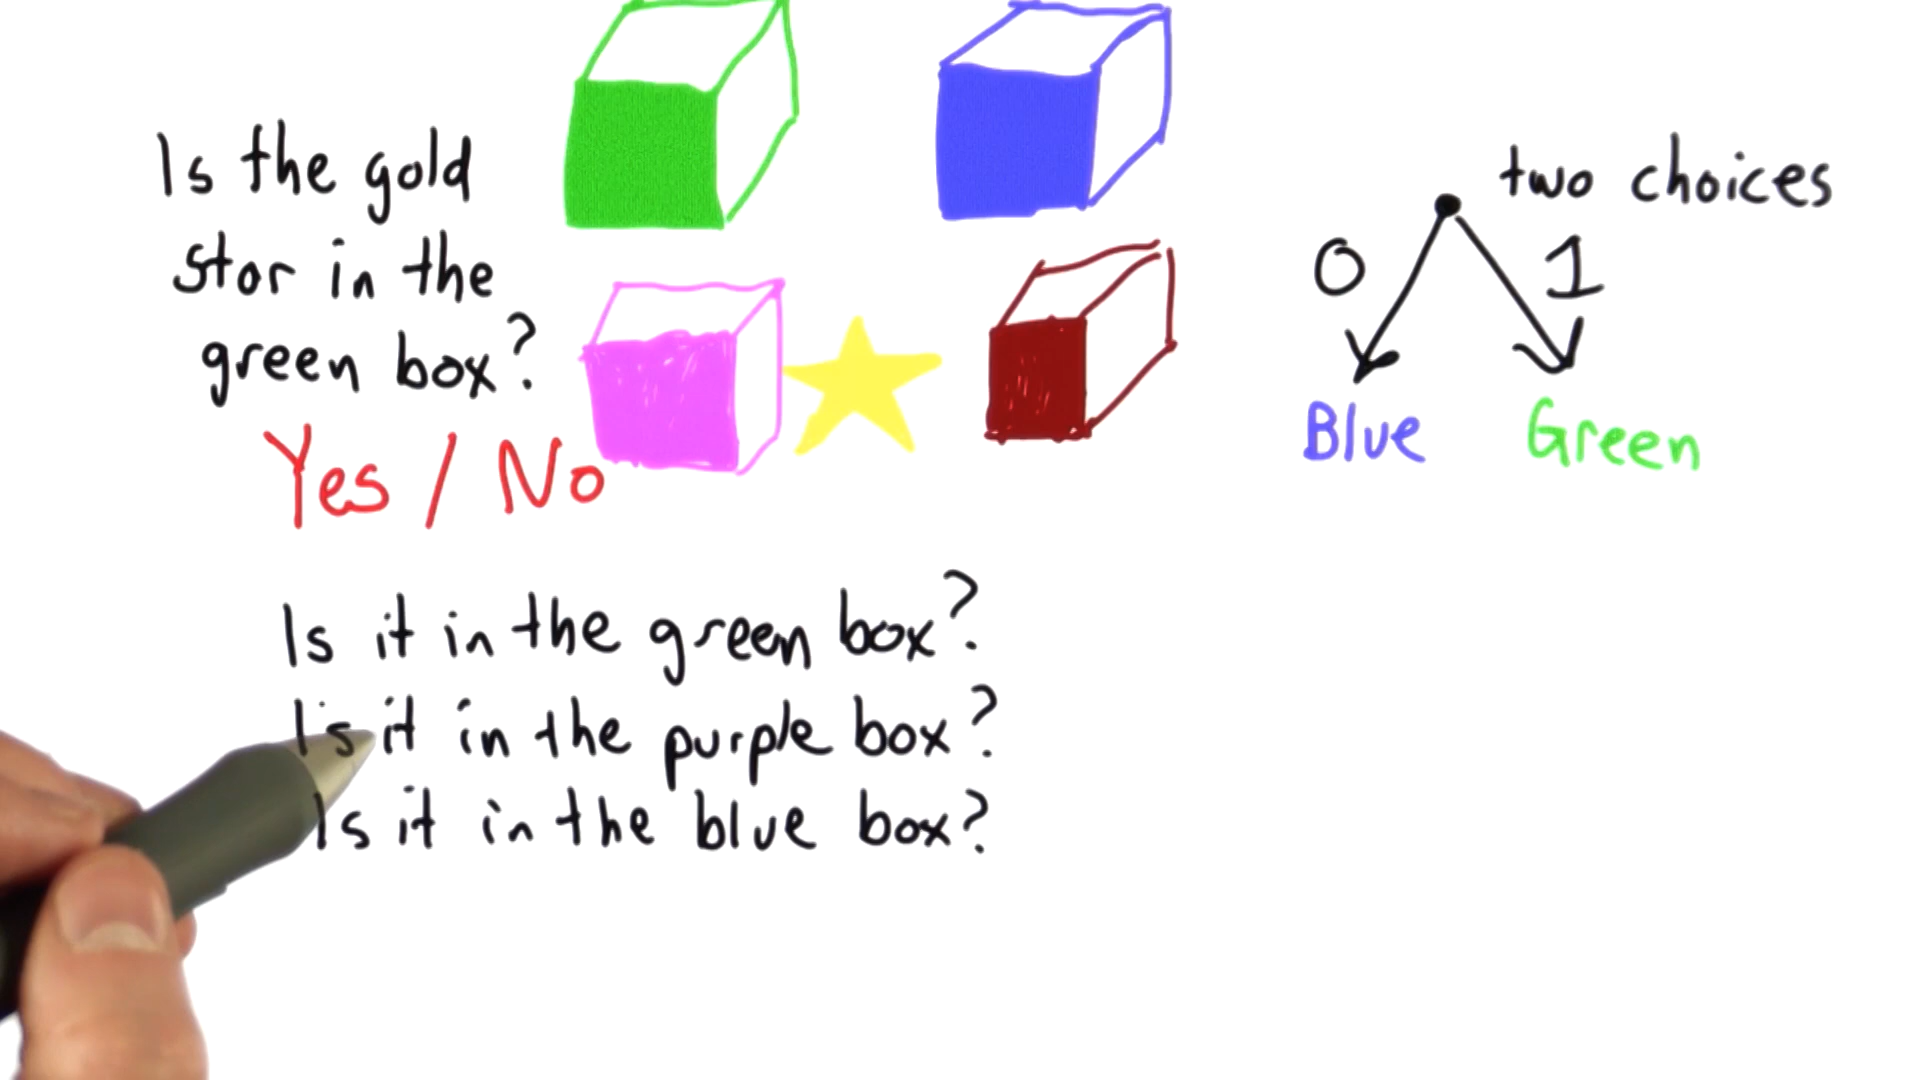 Is the gold
star in the
green box?
Yes / No
two choices
0 1
Blue Green
Is it in the green box?
Is it in the purple box?
Is it in the blue box?